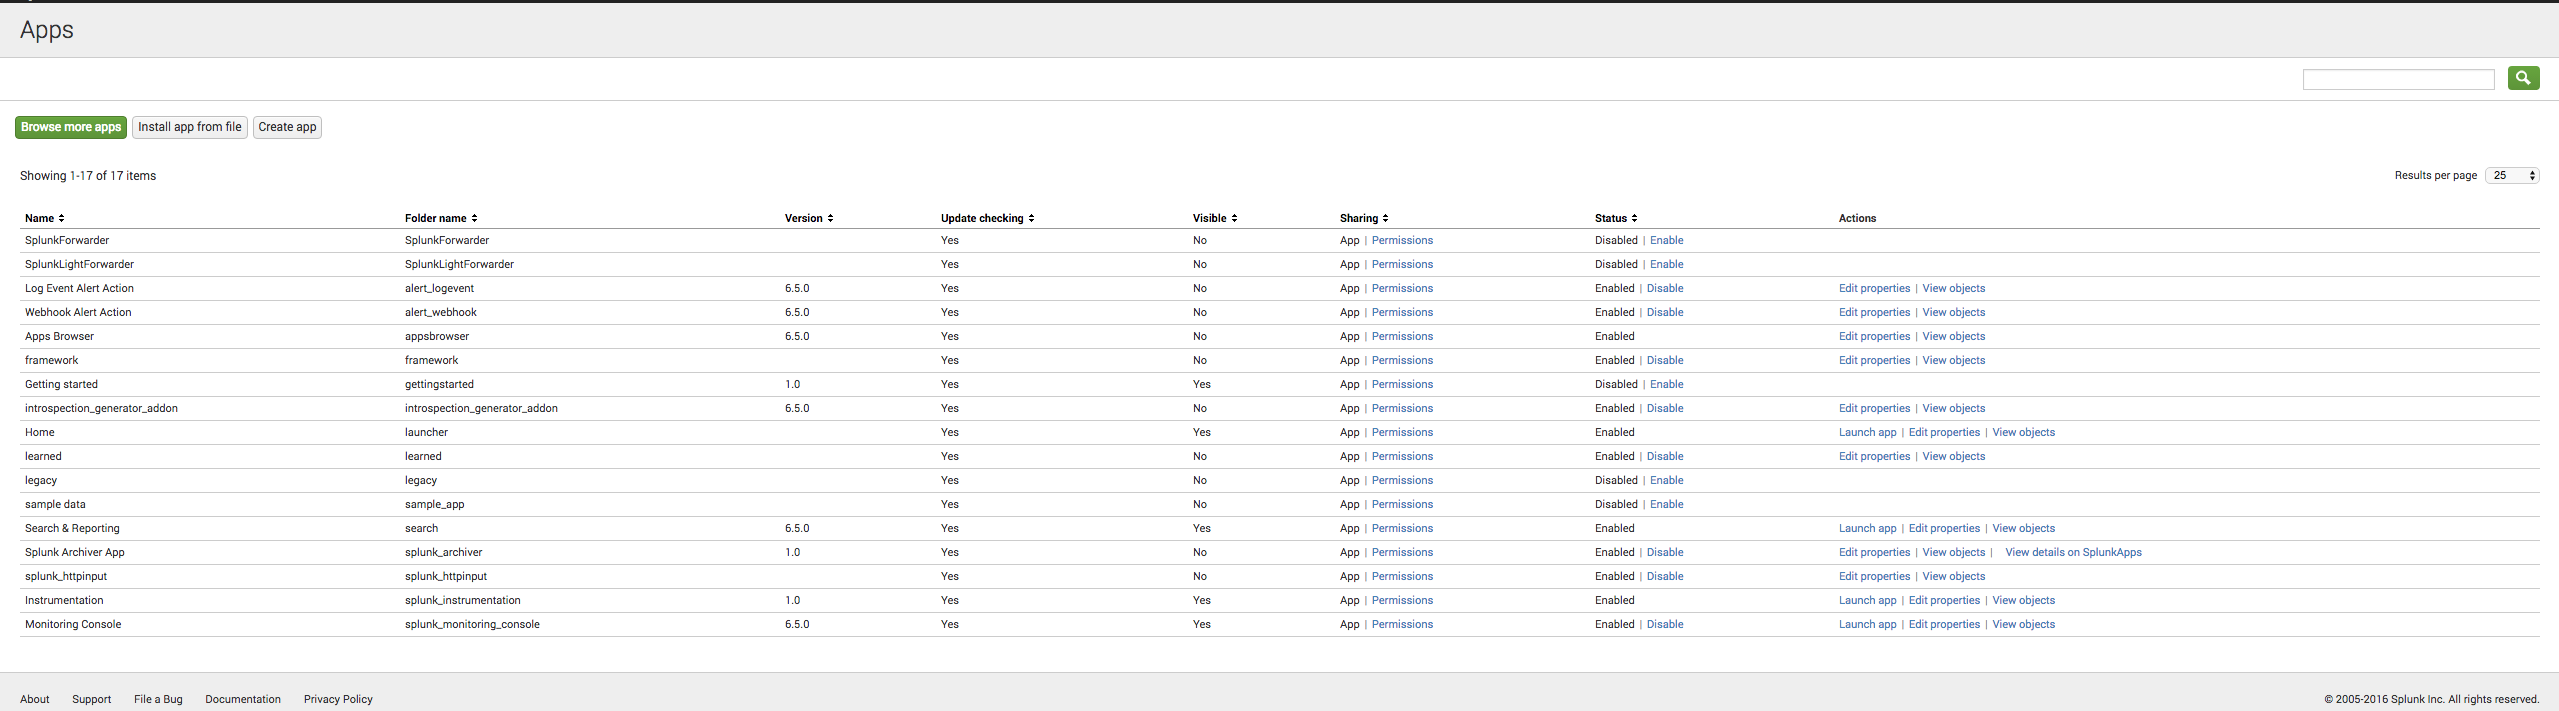 Apps
Browse more apps Install app from file Create app
Showing 1-17 of 17 items Results per page 25
Name Folder name Version Update checking Visible Sharing Status Actions
SplunkForwarder SplunkForwarder Yes No App | Permissions Disabled | Enable
SplunkLightForwarder SplunkLightForwarder Yes No App | Permissions Disabled | Enable
Log Event Alert Action alert_logevent 6.5.0 Yes No App | Permissions Enabled | Disable Edit properties | View objects
Webhook Alert Action alert_webhook 6.5.0 Yes No App | Permissions Enabled | Disable Edit properties | View objects
Apps Browser appsbrowser 6.5.0 Yes No App | Permissions Enabled Edit properties | View objects
framework framework Yes No App | Permissions Enabled | Disable Edit properties | View objects
Getting started gettingstarted 1.0 Yes Yes App | Permissions Disabled | Enable
introspection_generator_addon introspection_generator_addon 6.5.0 Yes No App | Permissions Enabled | Disable Edit properties | View objects
Home launcher Yes Yes App | Permissions Enabled Launch app | Edit properties | View objects
learned learned Yes No App | Permissions Enabled | Disable Edit properties | View objects
legacy legacy Yes No App | Permissions Disabled | Enable
sample data sample_app Yes No App | Permissions Disabled | Enable
Search & Reporting search 6.5.0 Yes Yes App | Permissions Enabled Launch app | Edit properties | View objects
Splunk Archiver App splunk_archiver 1.0 Yes No App | Permissions Enabled | Disable Edit properties | View objects | View details on SplunkApps
splunk_httpinput splunk_httpinput Yes No App | Permissions Enabled | Disable Edit properties | View objects
Instrumentation splunk_instrumentation 1.0 Yes Yes App | Permissions Enabled Launch app | Edit properties | View objects
Monitoring Console splunk_monitoring_console 6.5.0 Yes Yes App | Permissions Enabled | Disable Launch app | Edit properties | View objects
About Support File a Bug Documentation Privacy Policy © 2005-2016 Splunk Inc. All rights reserved.